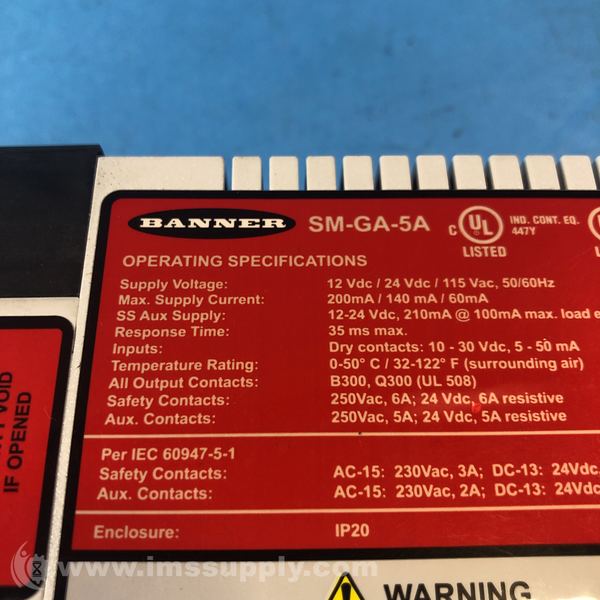 BANNER SM-GA-5A
C UL LISTED IND. CONT. EQ. 447Y
OPERATING SPECIFICATIONS
Supply Voltage: 12 Vdc / 24 Vdc / 115 Vac, 50/60Hz
Max. Supply Current: 200mA / 140 mA / 60mA
SS Aux Supply: 12-24 Vdc, 210mA @ 100mA max. load
Response Time: 35 ms max.
Inputs: Dry contacts: 10 - 30 Vdc, 5 - 50 mA
Temperature Rating: 0-50° C / 32-122° F (surrounding air)
All Output Contacts: B300, Q300 (UL 508)
Safety Contacts: 250Vac, 6A; 24 Vdc, 6A resistive
Aux. Contacts: 250Vac, 5A; 24 Vdc, 5A resistive
Per IEC 60947-5-1
Safety Contacts: AC-15: 230Vac, 3A; DC-13: 24Vdc,
Aux. Contacts: AC-15: 230Vac, 2A; DC-13: 24Vdc
Enclosure: IP20
WARNING
VOID
IF OPENED
www.imssupply.com